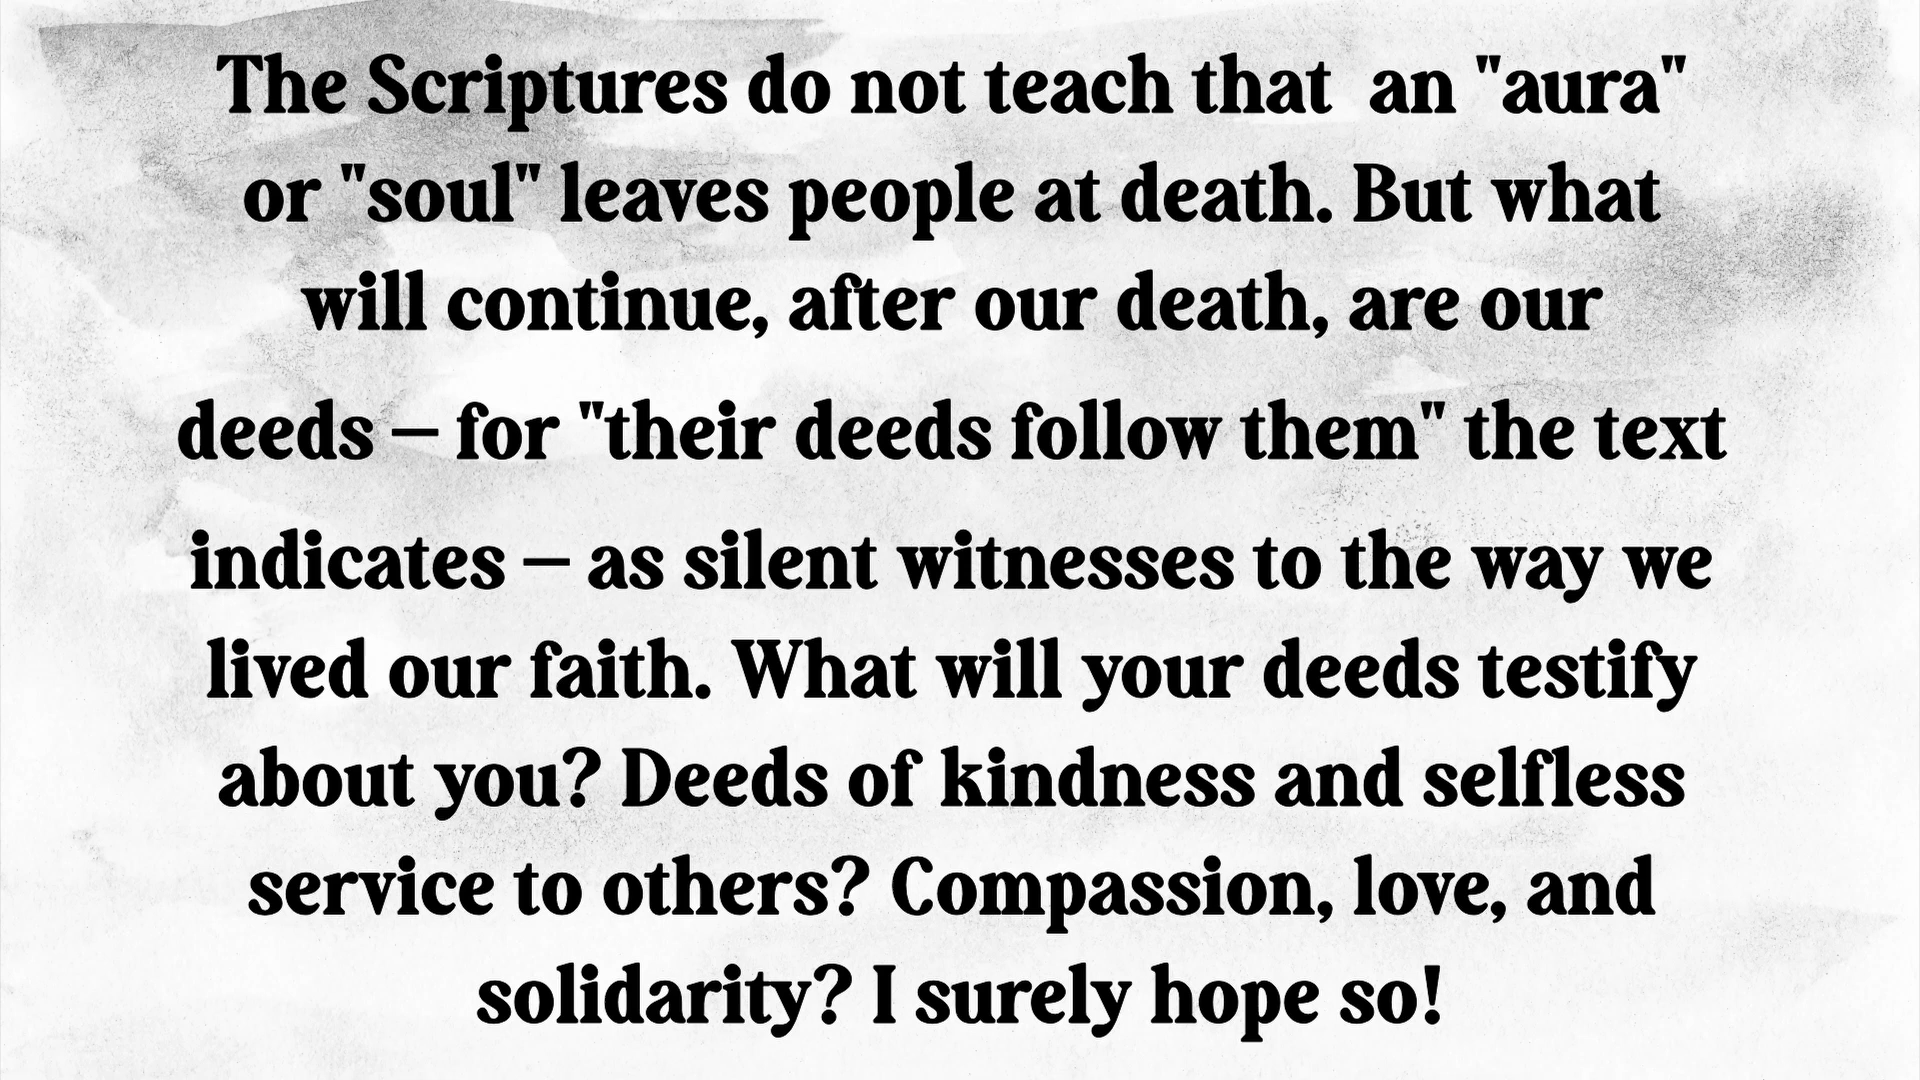 The Scriptures do not teach that  an "aura"
or "soul" leaves people at death. But what
will continue, after our death, are our
deeds – for "their deeds follow them" the text
indicates – as silent witnesses to the way we
lived our faith. What will your deeds testify
about you? Deeds of kindness and selfless
service to others? Compassion, love, and
solidarity? I surely hope so!